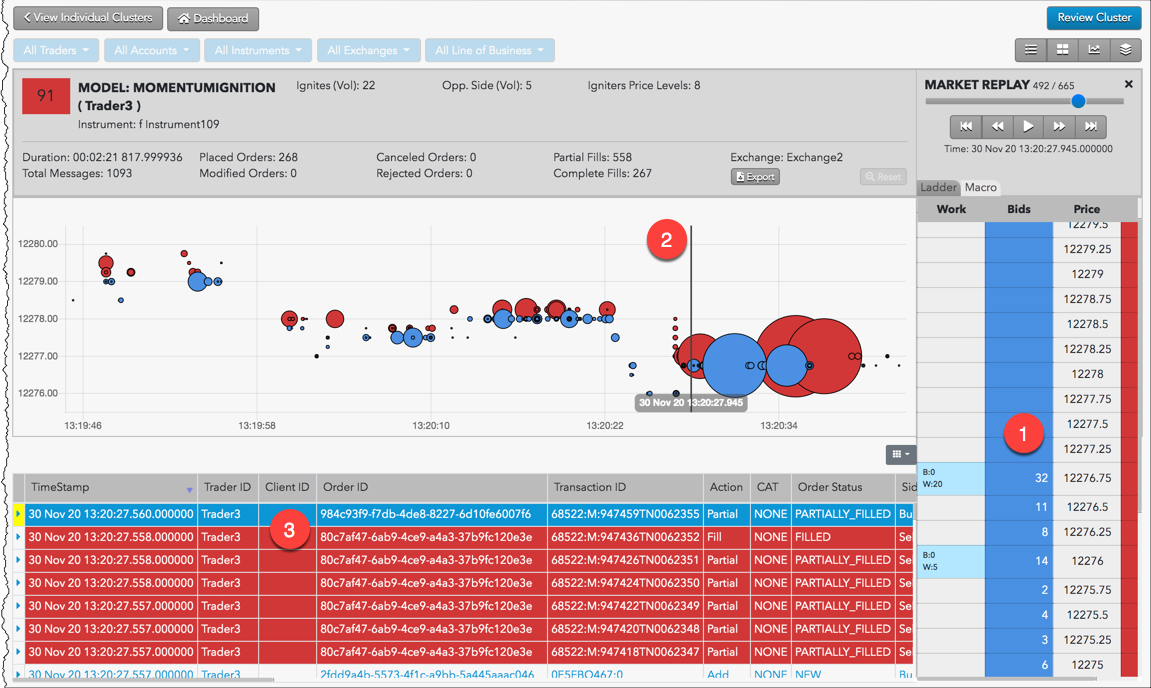 View Individual Clusters
Dashboard
Review Cluster
All Traders
All Accounts
All Instruments
All Exchanges
All Line of Business
91
MODEL: MOMENTUMIGNITION
( Trader3 )
Ignites (Vol): 22
Opp. Side (Vol): 5
Igniters Price Levels: 8
Instrument: f Instrument109
Duration: 00:02:21 817.999936
Placed Orders: 268
Canceled Orders: 0
Partial Fills: 558
Exchange: Exchange2
Total Messages: 1093
Modified Orders: 0
Rejected Orders: 0
Complete Fills: 267
Export
Reset
MARKET REPLAY 492 / 665
Time: 30 Nov 20 13:20:27.945.000000
Ladder
Macro
Work Bids Price
12279.5
12279.25
12279
12278.75
12278.5
12278.25
12278
12277.75
12277.5
12277.25
B:0
W:20
32 12276.75
11 12276.5
8 12276.25
B:0
W:5
14 12276
2 12275.75
4 12275.5
3 12275.25
6 12275
1
12280.00
12279.00
12278.00
12277.00
12276.00
2
30 Nov 20 13:20:27.945
13:19:46
13:19:58
13:20:10
13:20:22
13:20:34
TimeStamp Trader ID Client ID Order ID Transaction ID Action CAT Order Status Sid
30 Nov 20 13:20:27.560.000000 Trader3 984c93f9-f7db-4de8-8227-6d10fe6007f6 68522:M:947459TN0062355 Partial NONE PARTIALLY_FILLED Bu
30 Nov 20 13:20:27.558.000000 Trader3 80c7af47-6ab9-4ce9-a4a3-37b9fc120e3e 68522:M:947436TN0062352 Fill NONE FILLED Se
30 Nov 20 13:20:27.558.000000 Trader3 80c7af47-6ab9-4ce9-a4a3-37b9fc120e3e 68522:M:947426TN0062351 Partial NONE PARTIALLY_FILLED Se
30 Nov 20 13:20:27.558.000000 Trader3 80c7af47-6ab9-4ce9-a4a3-37b9fc120e3e 68522:M:947424TN0062350 Partial NONE PARTIALLY_FILLED Se
30 Nov 20 13:20:27.557.000000 Trader3 80c7af47-6ab9-4ce9-a4a3-37b9fc120e3e 68522:M:947422TN0062349 Partial NONE PARTIALLY_FILLED Se
30 Nov 20 13:20:27.557.000000 Trader3 80c7af47-6ab9-4ce9-a4a3-37b9fc120e3e 68522:M:947420TN0062348 Partial NONE PARTIALLY_FILLED Se
30 Nov 20 13:20:27.557.000000 Trader3 80c7af47-6ab9-4ce9-a4a3-37b9fc120e3e 68522:M:947418TN0062347 Partial NONE PARTIALLY_FILLED Se
30 Nov 20 13:20:27.557.000000 Trader3 2fdd9a4b-5573-4f1c-a9bb-5a445aaac046 Add NONE NEW Bu
3